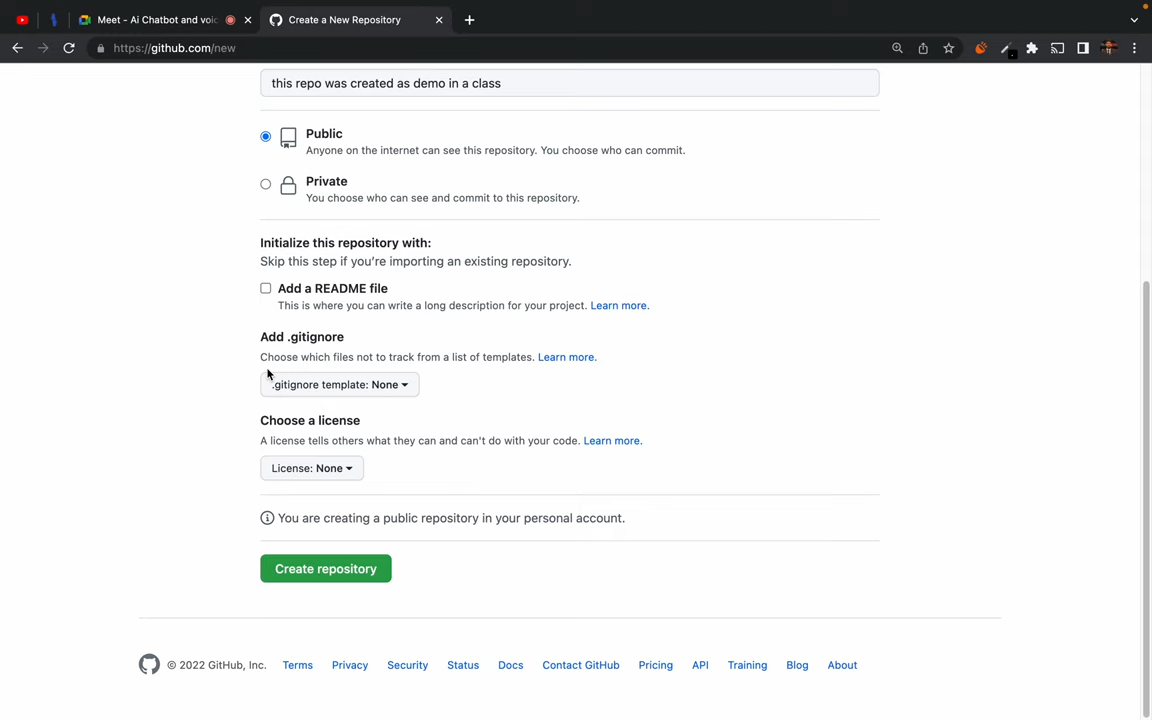 Meet - Ai Chatbot and voic
Create a New Repository
https://github.com/new
this repo was created as demo in a class
Public
Anyone on the internet can see this repository. You choose who can commit.
Private
You choose who can see and commit to this repository.
Initialize this repository with:
Skip this step if you're importing an existing repository.
Add a README file
This is where you can write a long description for your project. Learn more.
Add .gitignore
Choose which files not to track from a list of templates. Learn more.
.gitignore template: None
Choose a license
A license tells others what they can and can't do with your code. Learn more.
License: None
You are creating a public repository in your personal account.
Create repository
© 2022 GitHub, Inc. Terms Privacy Security Status Docs Contact GitHub Pricing API Training Blog About